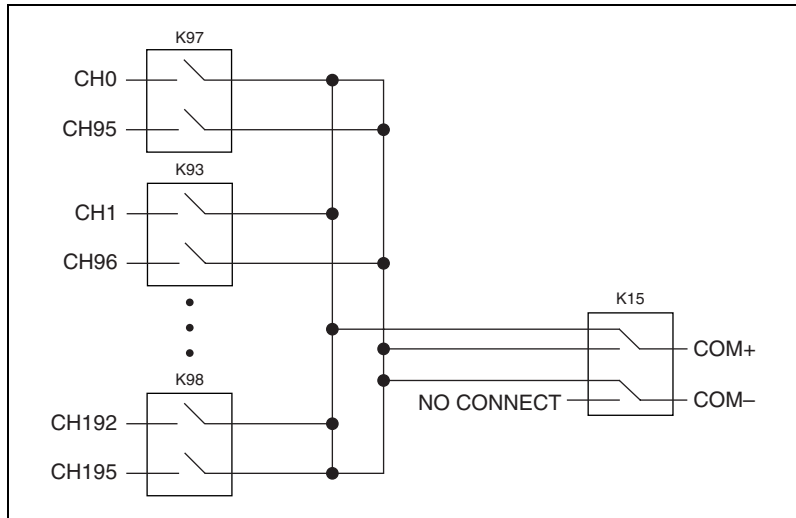 K97
CH0
CH95
K93
CH1
CH96
K15
COM+
K98
NO CONNECT
COM–
CH192
CH195